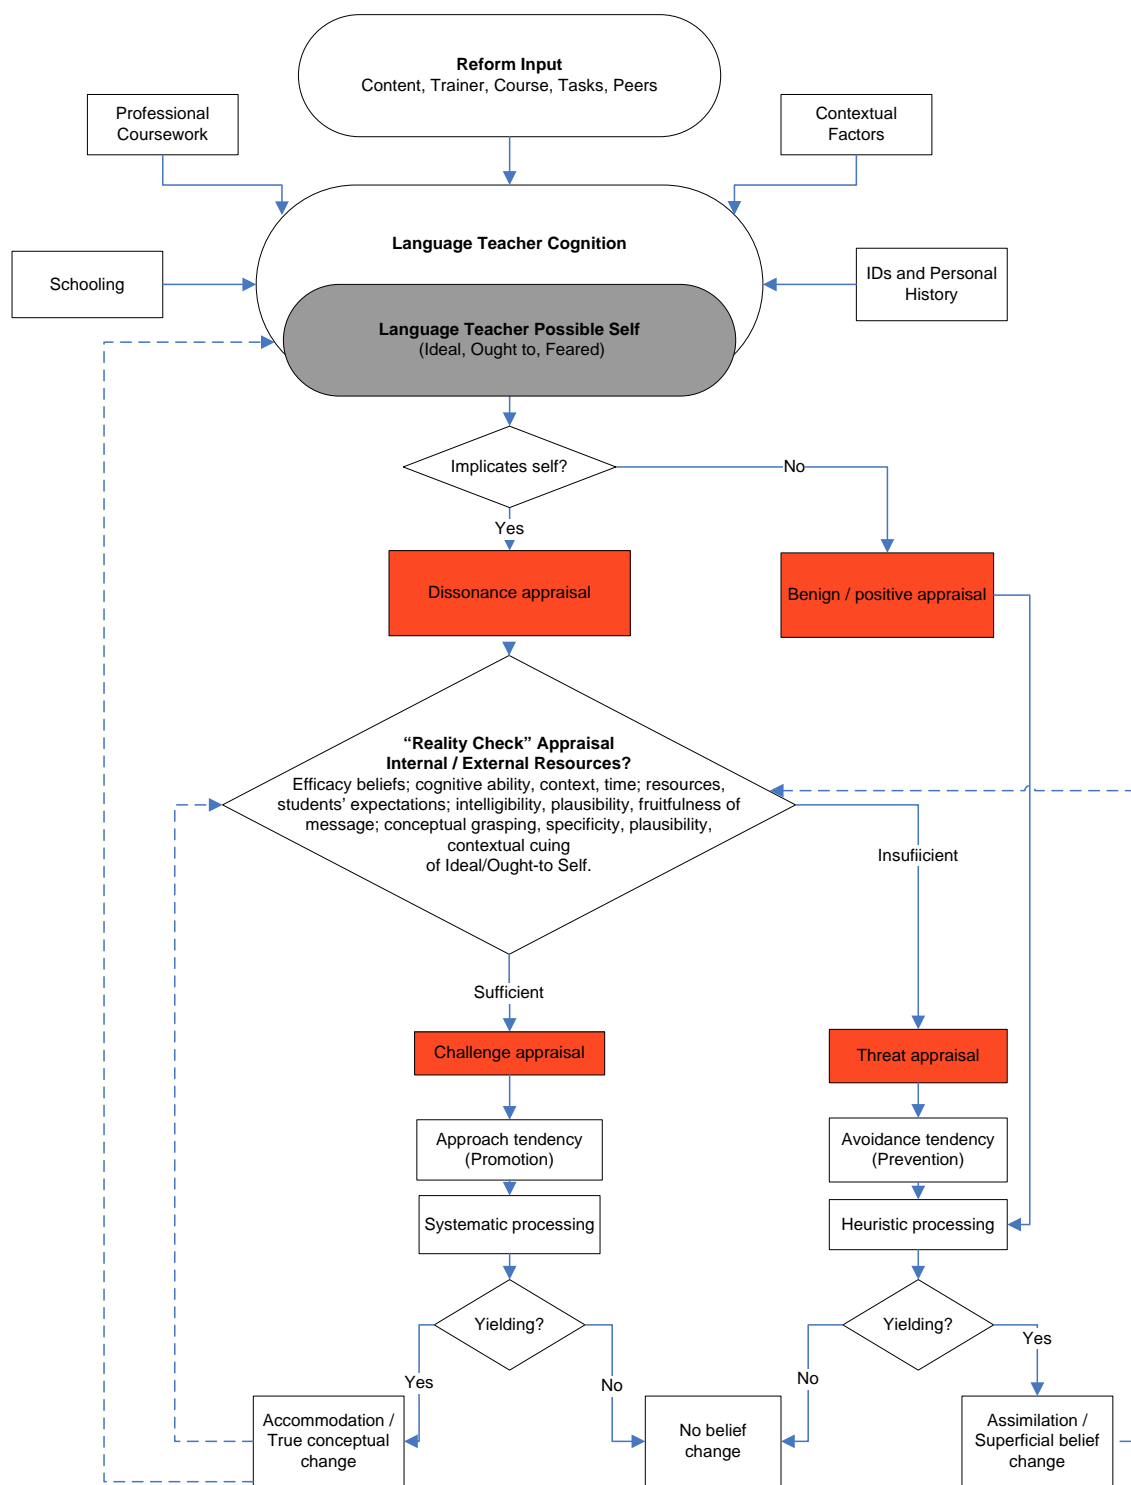 Reform Input
Content, Trainer, Course, Tasks, Peers
Professional
Coursework
Contextual
Factors
Language Teacher Cognition
Schooling
IDs and Personal
History
Language Teacher Possible Self
(Ideal, Ought to, Feared)
Implicates self?
No
Yes
Dissonance appraisal
Benign / positive appraisal
“Reality Check” Appraisal
Internal / External Resources?
Efficacy beliefs; cognitive ability, context, time; resources,
students’ expectations; intelligibility, plausibility, fruitfulness of
message; conceptual grasping, specificity, plausibility,
contextual cuing
of Ideal/Ought-to Self.
Insufiicient
Sufficient
Challenge appraisal
Threat appraisal
Approach tendency
(Promotion)
Avoidance tendency
(Prevention)
Systematic processing
Heuristic processing
Yielding?
Yielding?
Yes
No
No
Yes
Accommodation /
True conceptual
change
No belief
change
Assimilation /
Superficial belief
change